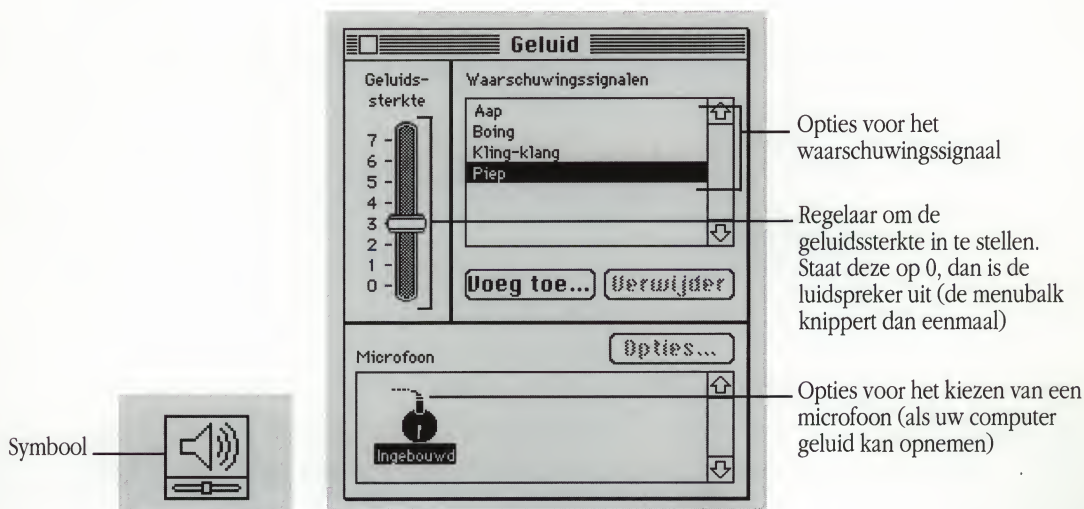 Geluid
Geluids-
sterkte
7
6
5
4
3
2
1
0
Waarschuwingssignalen
Aap
Boing
Kling-klang
Piep
Voeg toe...
Verwijder
Opties...
Microfoon
Ingebouwd
Symbool
Opties voor het
waarschuwingssignaal
Regelaar om de
geluidssterkte in te stellen.
Staat deze op 0, dan is de
luidspreker uit (de menubalk
knippert dan eenmaal)
Opties voor het kiezen van een
microfoon (als uw computer
geluid kan opnemen)